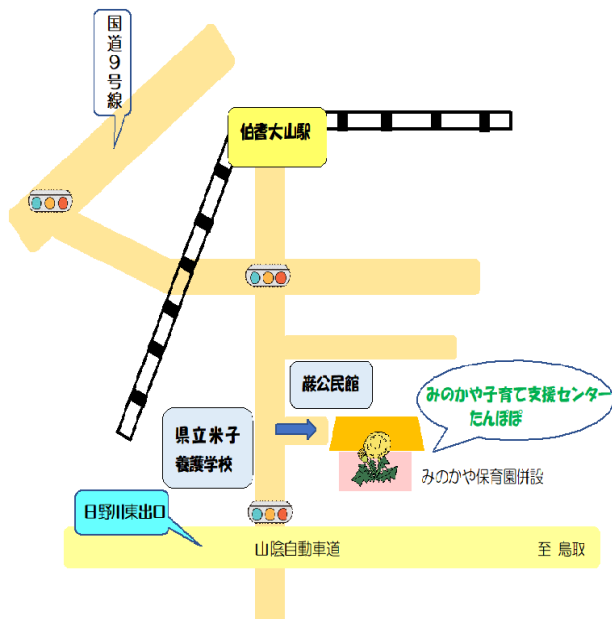 国道9号線
伯耆大山駅
巌公民館
みのかや子育て支援センター
たんぽぽ
県立米子
養護学校
みのかや保育園併設
日野川東出口
山陰自動車道
至 鳥取